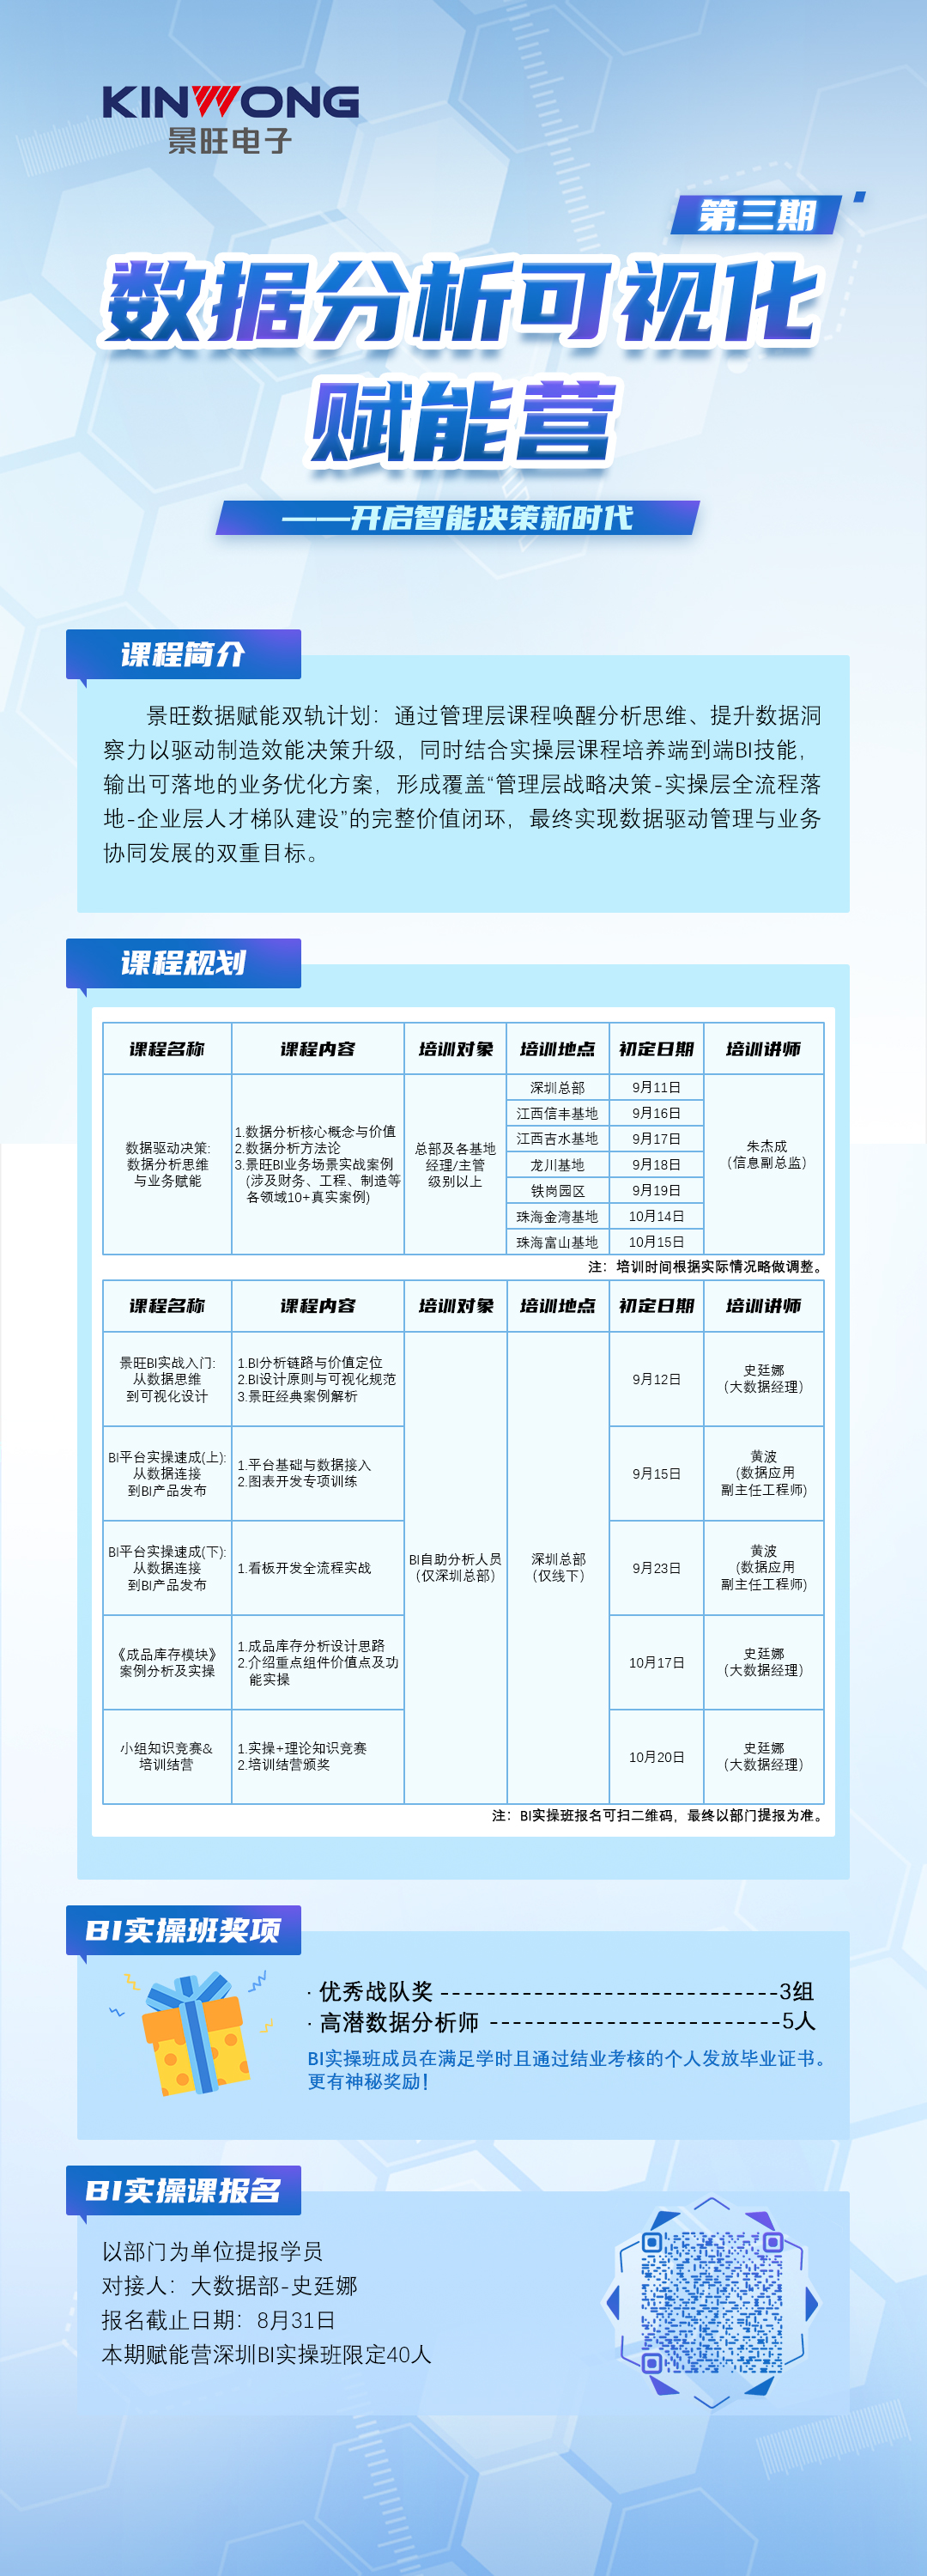 KINWONG
景旺电子
第三期
数据分析可视化
赋能营
——开启智能决策新时代
课程简介
景旺数据赋能双轨计划：通过管理层课程唤醒分析思维、提升数据洞
察力以驱动制造效能决策升级，同时结合实操层课程培养端到端BI技能，
输出可落地的业务优化方案，形成覆盖“管理层战略决策-实操层全流程落
地-企业层人才梯队建设”的完整价值闭环，最终实现数据驱动管理与业务
协同发展的双重目标。
课程规划
课程名称 课程内容 培训对象 培训地点 初定日期 培训讲师
数据驱动决策:
数据分析思维
与业务赋能
1.数据分析核心概念与价值
2.数据分析方法论
3.景旺BI业务场景实战案例
(涉及财务、工程、制造等
各领域10+真实案例)
总部及各基地
经理/主管
级别以上
深圳总部 9月11日
江西信丰基地 9月16日
江西吉水基地 9月17日
龙川基地 9月18日
铁岗园区 9月19日
珠海金湾基地 10月14日
珠海富山基地 10月15日
朱杰成
（信息副总监）
注：培训时间根据实际情况略做调整。
课程名称 课程内容 培训对象 培训地点 初定日期 培训讲师
景旺BI实战入门:
从数据思维
到可视化设计
1.BI分析链路与价值定位
2.BI设计原则与可视化规范
3.景旺经典案例解析
9月12日
史廷娜
（大数据经理）
BI平台实操速成(上):
从数据连接
到BI产品发布
1.平台基础与数据接入
2.图表开发专项训练
9月15日
黄波
(数据应用
副主任工程师)
BI平台实操速成(下):
从数据连接
到BI产品发布
1.看板开发全流程实战
BI自助分析人员
（仅深圳总部）
深圳总部
（仅线下）
9月23日
黄波
(数据应用
副主任工程师)
《成品库存模块》
案例分析及实操
1.成品库存分析设计思路
2.介绍重点组件价值点及功
能实操
10月17日
史廷娜
（大数据经理）
小组知识竞赛&
培训结营
1.实操+理论知识竞赛
2.培训结营颁奖
10月20日
史廷娜
（大数据经理）
注：BI实操班报名可扫二维码，最终以部门提报为准。
BI实操班奖项
· 优秀战队奖 -----------------------------3组
· 高潜数据分析师 -------------------------5人
BI实操班成员在满足学时且通过结业考核的个人发放毕业证书。
更有神秘奖励！
BI实操课报名
以部门为单位提报学员
对接人：大数据部-史廷娜
报名截止日期：8月31日
本期赋能营深圳BI实操班限定40人